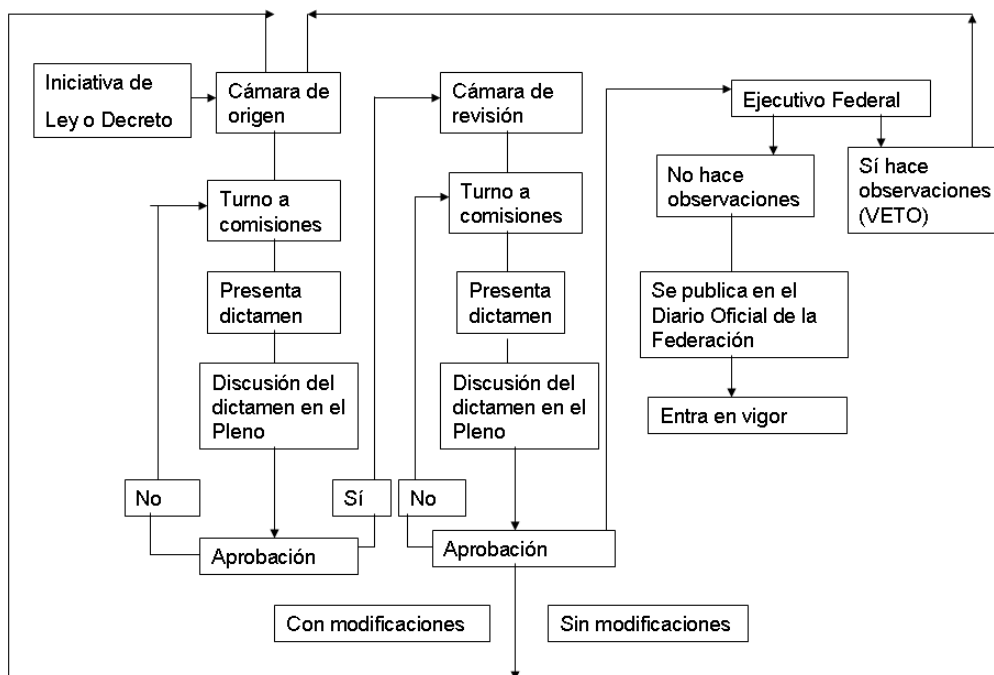 Iniciativa de
Ley o Decreto
Cámara de
origen
Turno a
comisiones
Presenta
dictamen
Discusión del
dictamen en el
Pleno
No
Sí
Aprobación
Cámara de
revisión
Turno a
comisiones
Presenta
dictamen
Discusión del
dictamen en el
Pleno
No
Aprobación
Con modificaciones
Sin modificaciones
Ejecutivo Federal
No hace
observaciones
Sí hace
observaciones
(VETO)
Se publica en el
Diario Oficial de la
Federación
Entra en vigor